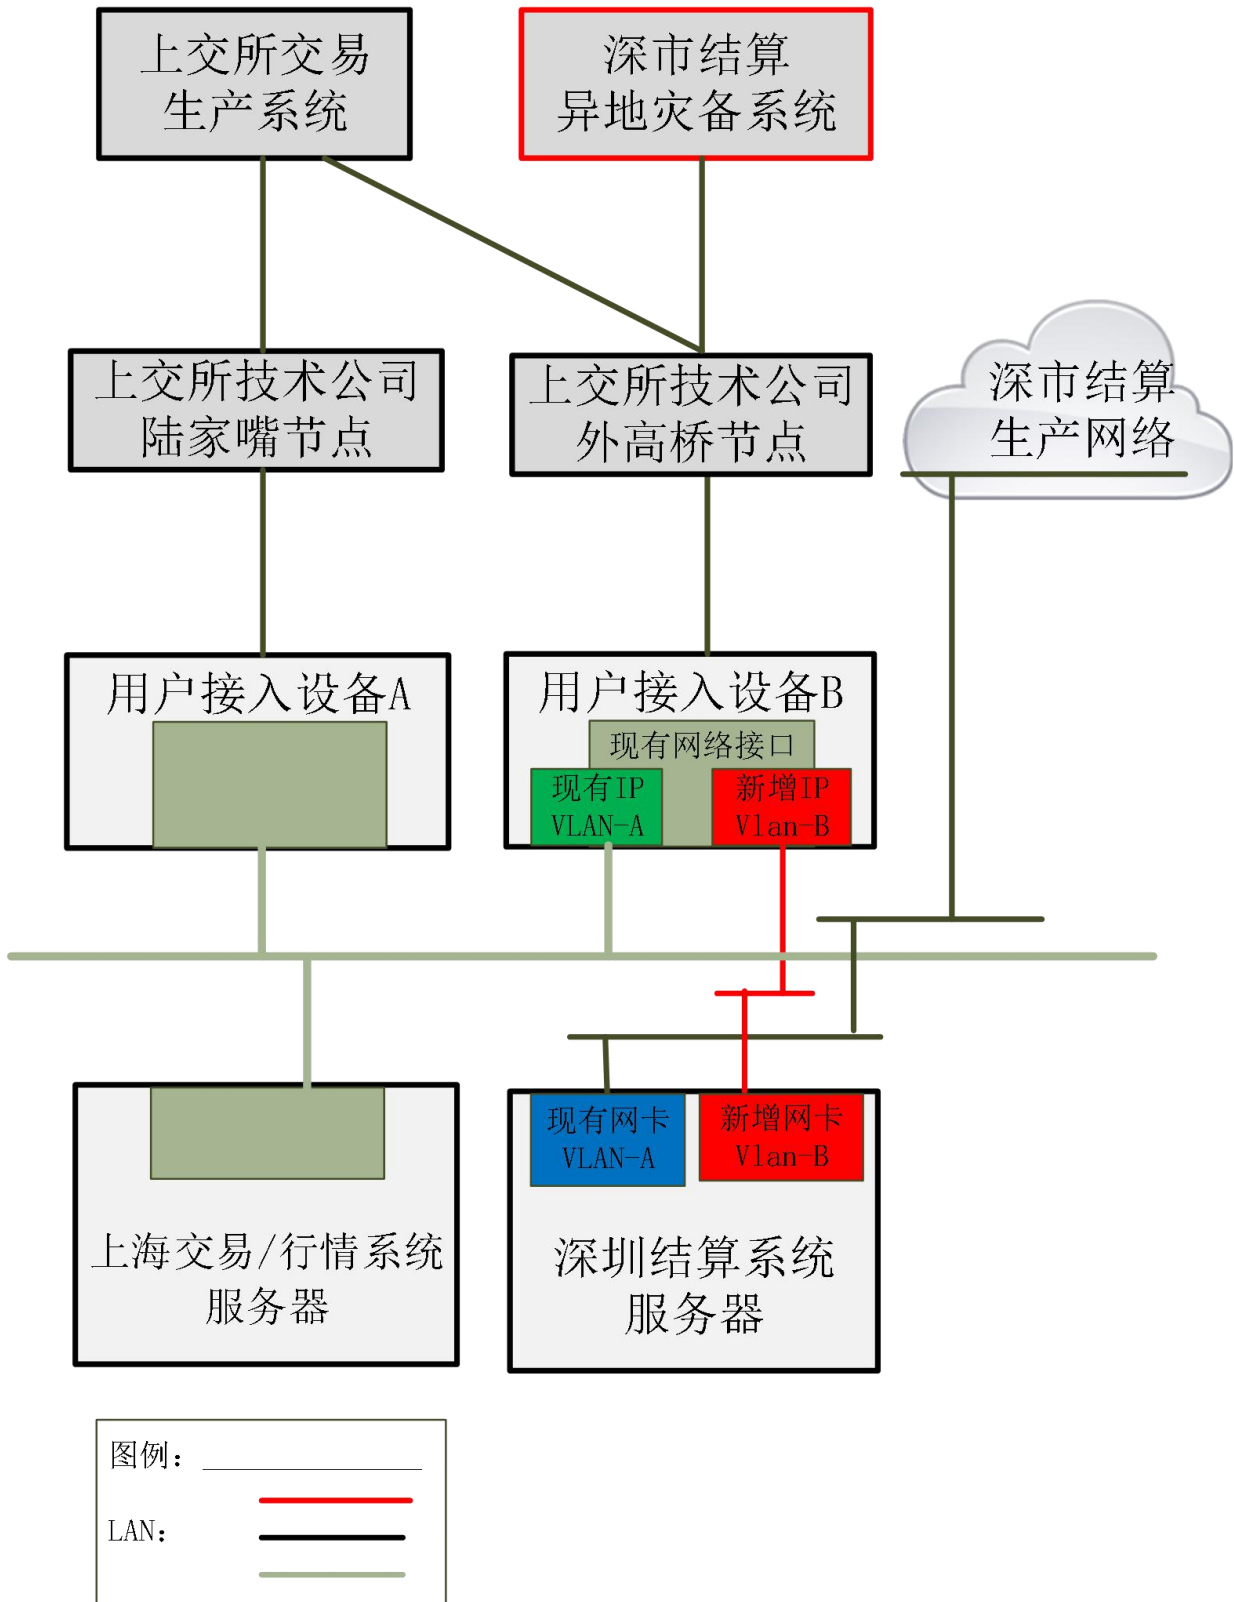 上交所交易
生产系统
深市结算
异地灾备系统
上交所技术公司
陆家嘴节点
上交所技术公司
外高桥节点
深市结算
生产网络
用户接入设备A
用户接入设备B
现有网络接口
现有IP
VLAN-A
新增IP
Vlan-B
现有网卡
VLAN-A
新增网卡
Vlan-B
上海交易/行情系统
服务器
深圳结算系统
服务器
图例：
LAN：